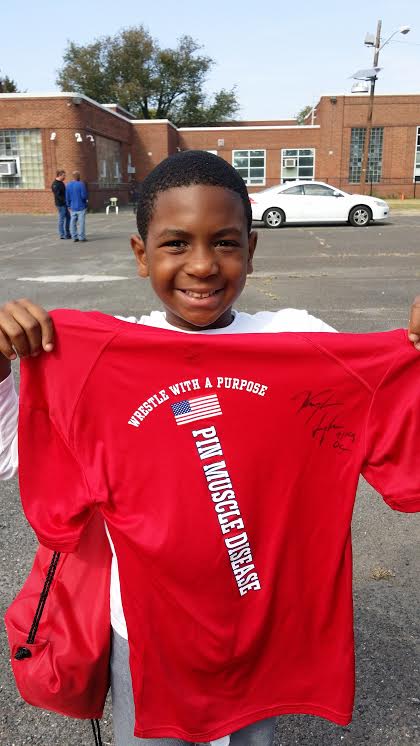 WRESTLE WITH A PURPOSE
PIN MUSCLE DISEASE